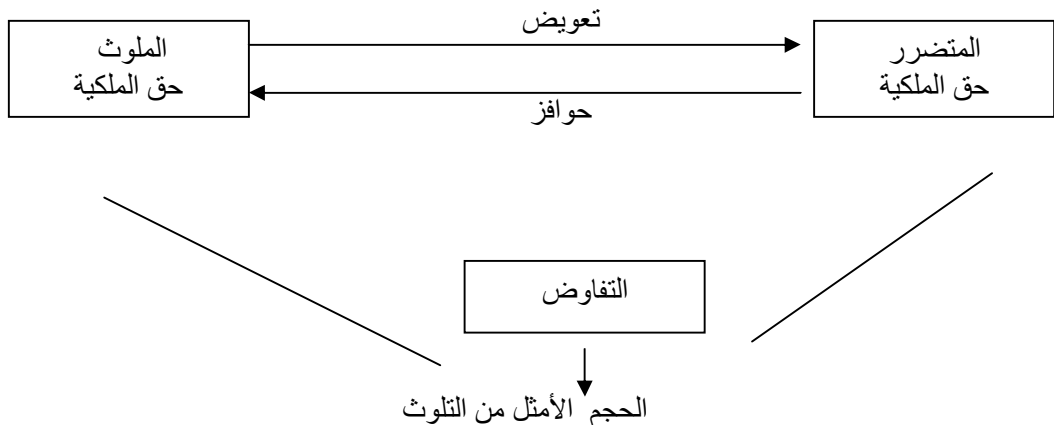 تعويض
المتضرر
حق الملكية
الملوث
حق الملكية
حوافز
التفاوض
الحجم الأمثل من التلوث